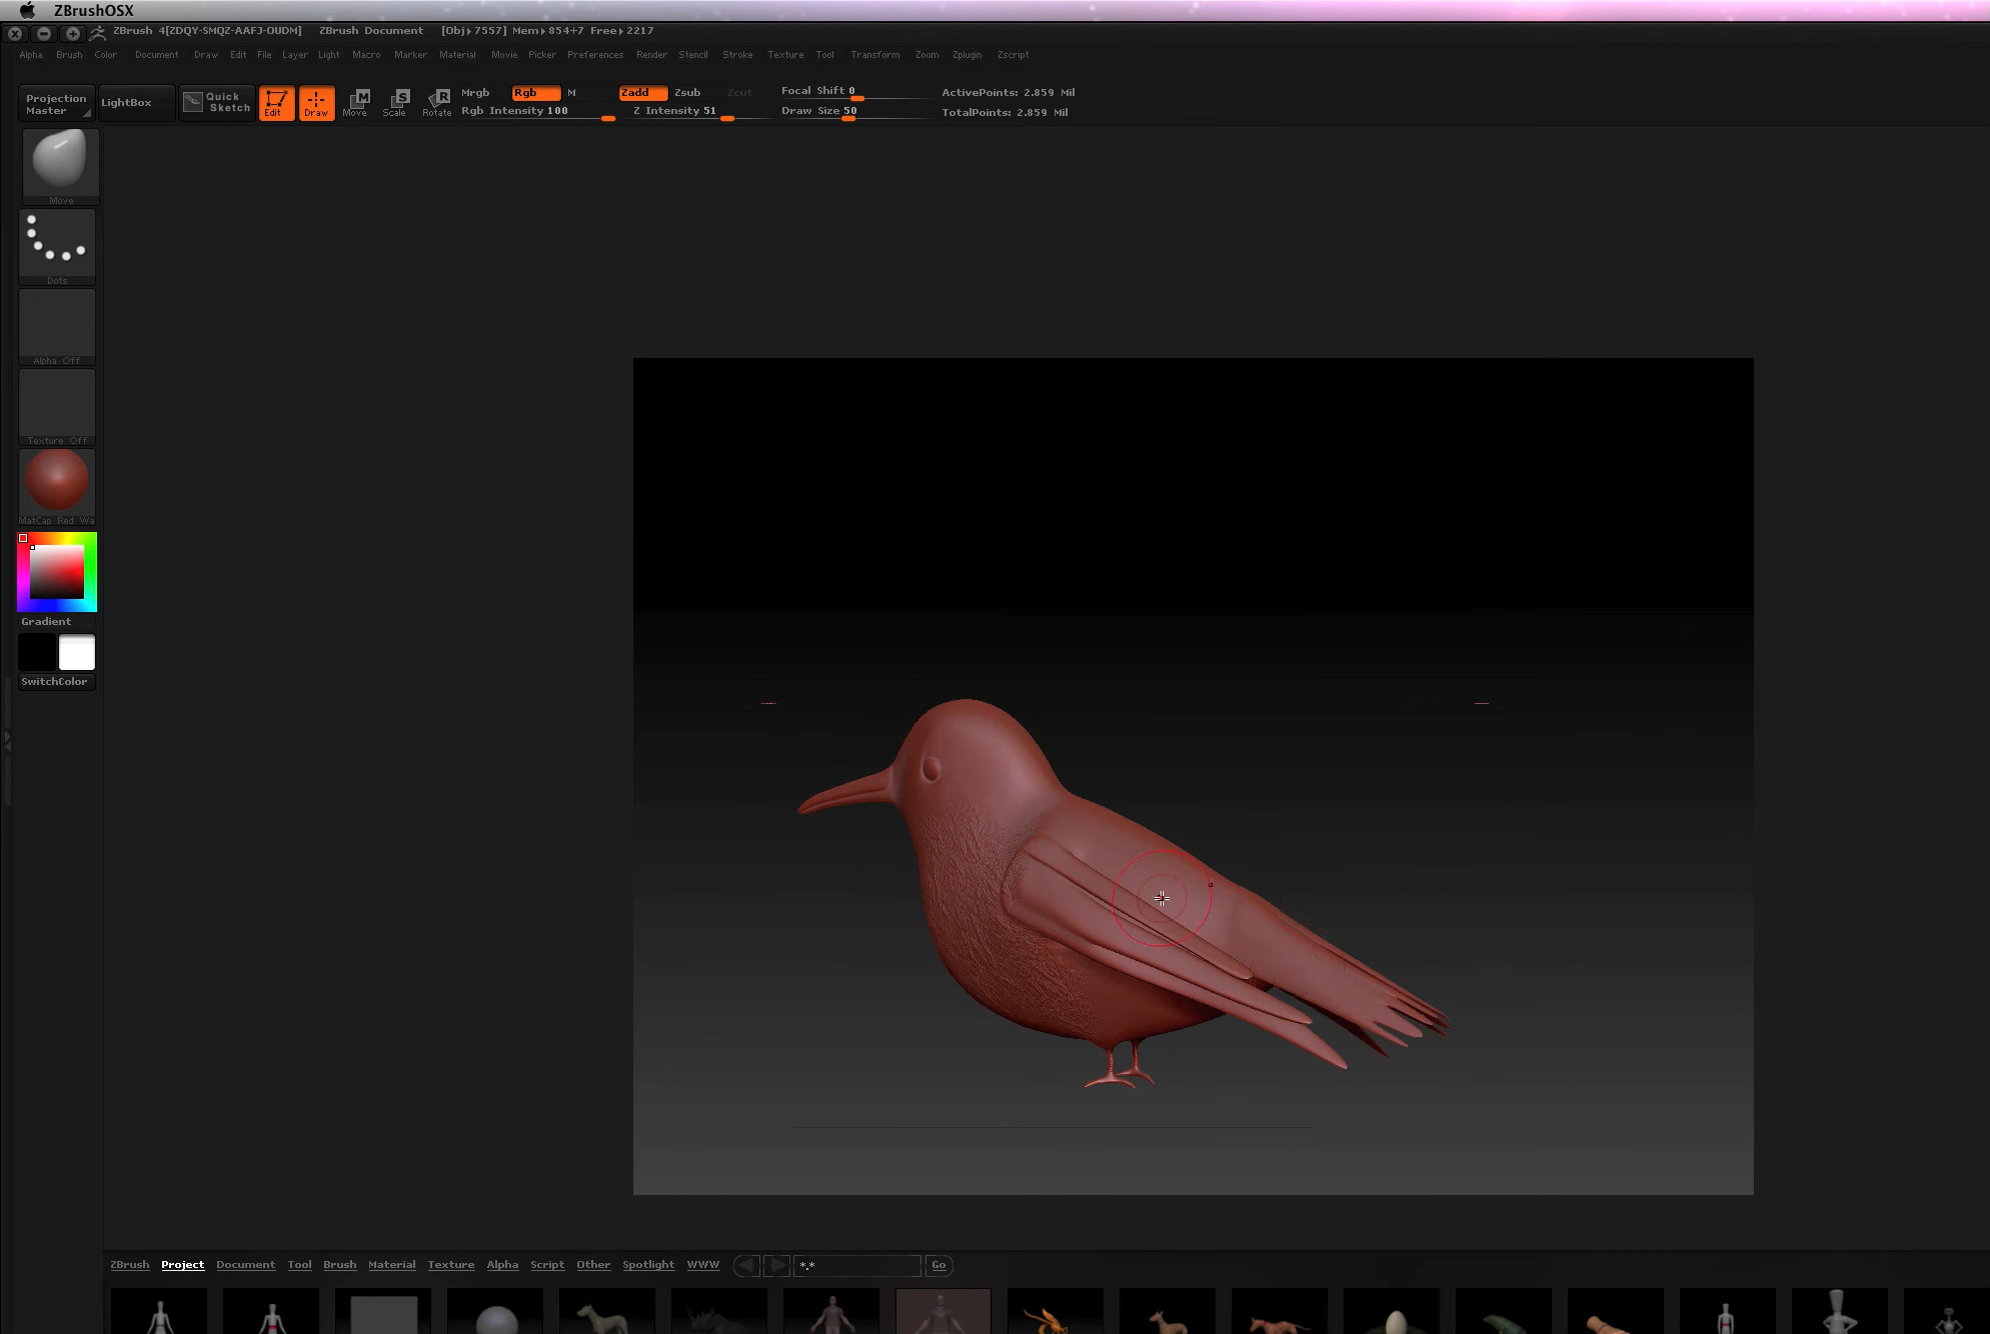 ZBrushOSX
ZBrush 4[ZDQY-SMQZ-AAFJ-OUDM] ZBrush Document [Obj▸7557] Mem▸854+7 Free▸2217
Alpha Brush Color Document Draw Edit File Layer Light Macro Marker Material Movie Picker Preferences Render Stencil Stroke Texture Tool Transform Zoom Zplugin Zscript
Projection Master
LightBox
Quick Sketch
Edit
Draw
M
Move
S
Scale
R
Rotate
Mrgb Rgb M
Rgb Intensity 100
Zadd Zsub Zcut
Z Intensity 51
Focal Shift 0
Draw Size 50
ActivePoints: 2.859 Mil
TotalPoints: 2.859 Mil
Move
Dots
Alpha Off
Texture Off
MatCap Red Wa
Gradient
SwitchColor
ZBrush Project Document Tool Brush Material Texture Alpha Script Other Spotlight WWW *.* Go